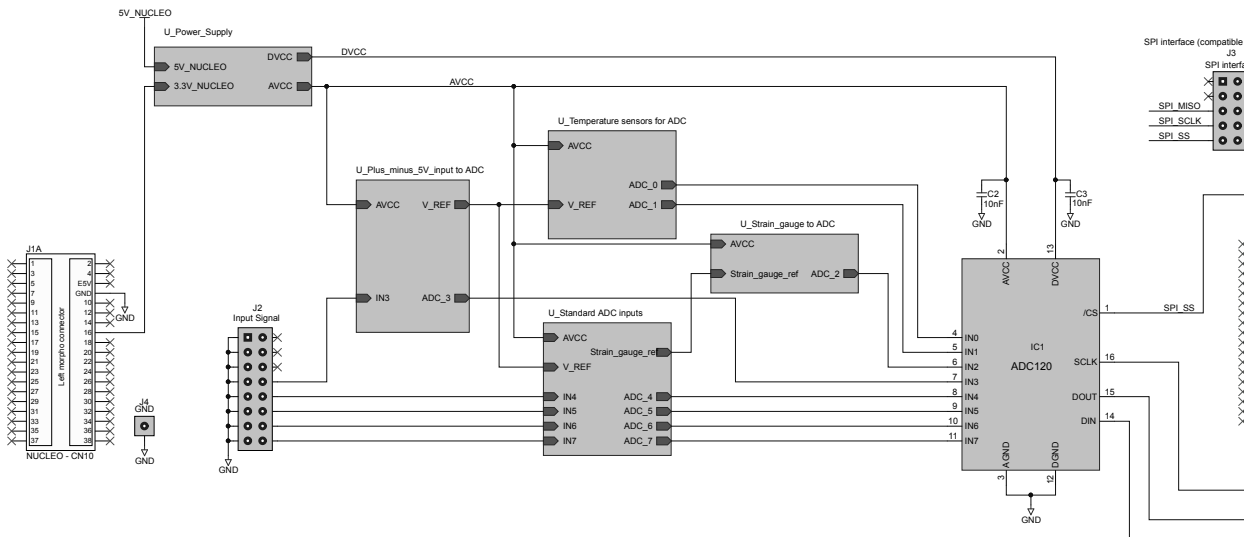 5V_NUCLEO
U_Power_Supply
DVCC
5V_NUCLEO
3.3V_NUCLEO
AVCC
DVCC
AVCC
SPI interface (compatible
J3
SPI interfa
SPI_MISO
SPI_SCLK
SPI_SS
U_Temperature sensors for ADC
AVCC
ADC_0
V_REF
ADC_1
U_Plus_minus_5V_input to ADC
AVCC
V_REF
IN3
ADC_3
U_Strain_gauge to ADC
AVCC
Strain_gauge_ref
ADC_2
C2
10nF
GND
C3
10nF
GND
J1A
1
2
3
4
5
E5V
7
GND
9
10
11
12
13
14
15
16
17
18
19
20
21
22
23
24
25
26
27
28
29
30
31
32
33
34
35
36
37
38
Left morpho connector
NUCLEO - CN10
GND
J4
GND
GND
J2
Input Signal
GND
U_Standard ADC inputs
AVCC
Strain_gauge_ref
V_REF
IN4
ADC_4
IN5
ADC_5
IN6
ADC_6
IN7
ADC_7
2
13
AVCC
DVCC
/CS
1
SPI_SS
IC1
ADC120
4
IN0
5
IN1
6
IN2
7
IN3
8
IN4
9
IN5
10
IN6
11
IN7
SCLK
16
DOUT
15
DIN
14
AGND
DGND
3
12
GND